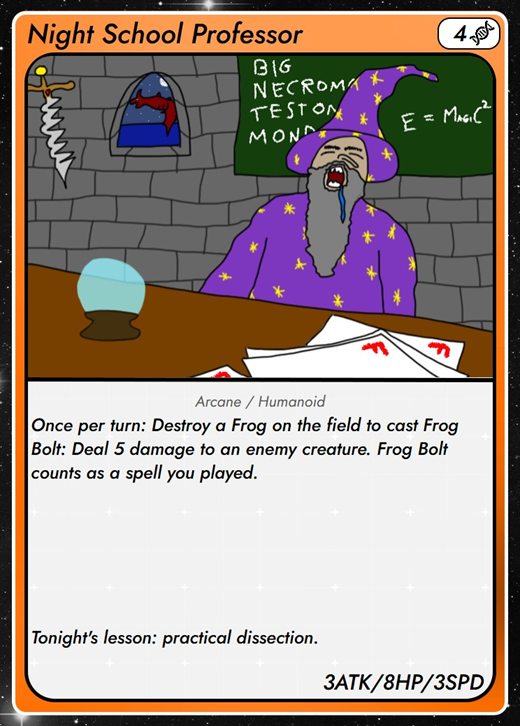 Night School Professor
4
BIG
NECROM
TEST ON
MOND
E = MAGIC²
F
F
F
Arcane / Humanoid
Once per turn: Destroy a Frog on the field to cast Frog
Bolt: Deal 5 damage to an enemy creature. Frog Bolt
counts as a spell you played.
Tonight's lesson: practical dissection.
3ATK/8HP/3SPD